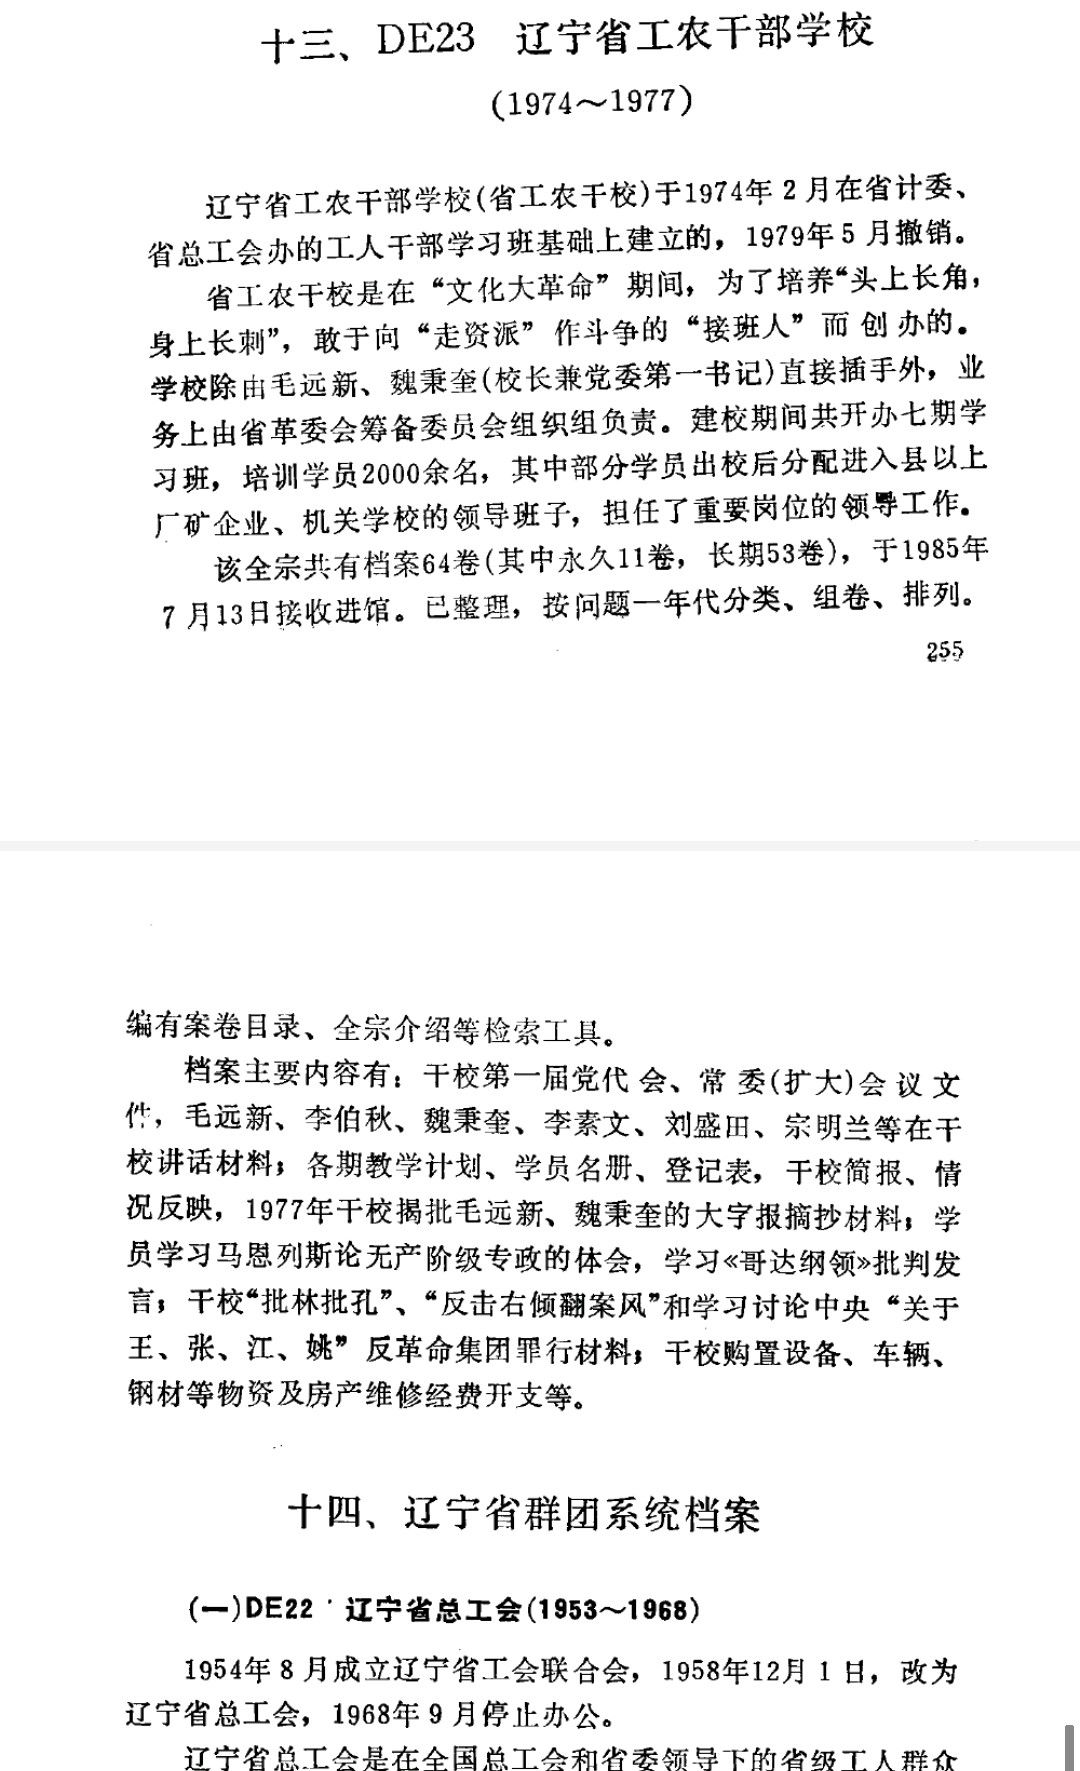 十三、DE23 辽宁省工农干部学校
(1974～1977)
辽宁省工农干部学校(省工农干校)于1974年2月在省计委、
省总工会办的工人干部学习班基础上建立的，1979年5月撤销。
省工农干校是在“文化大革命”期间，为了培养“头上长角，
身上长刺”，敢于向“走资派”作斗争的“接班人”而创办的。
学校除由毛远新、魏秉奎(校长兼党委第一书记)直接插手外，业
务上由省革委会筹备委员会组织组负责。建校期间共开办七期学
习班，培训学员2000余名，其中部分学员出校后分配进入县以上
厂矿企业、机关学校的领导班子，担任了重要岗位的领导工作。
该全宗共有档案64卷(其中永久11卷，长期53卷)，于1985年
7月13日接收进馆。已整理，按问题—年代分类、组卷、排列。
255
编有案卷目录、全宗介绍等检索工具。
档案主要内容有：干校第一届党代会、常委(扩大)会议文
件，毛远新、李伯秋、魏秉奎、李素文、刘盛田、宗明兰等在干
校讲话材料；各期教学计划、学员名册、登记表，干校简报、情
况反映，1977年干校揭批毛远新、魏秉奎的大字报摘抄材料；学
员学习马恩列斯论无产阶级专政的体会，学习《哥达纲领》批判发
言；干校“批林批孔”、“反击右倾翻案风”和学习讨论中央“关于
王、张、江、姚”反革命集团罪行材料；干校购置设备、车辆、
钢材等物资及房产维修经费开支等。
十四、辽宁省群团系统档案
(一)DE22 辽宁省总工会(1953～1968)
1954年8月成立辽宁省工会联合会，1958年12月1日，改为
辽宁省总工会，1968年9月停止办公。
辽宁省总工会是在全国总工会和省委领导下的省级工人群众